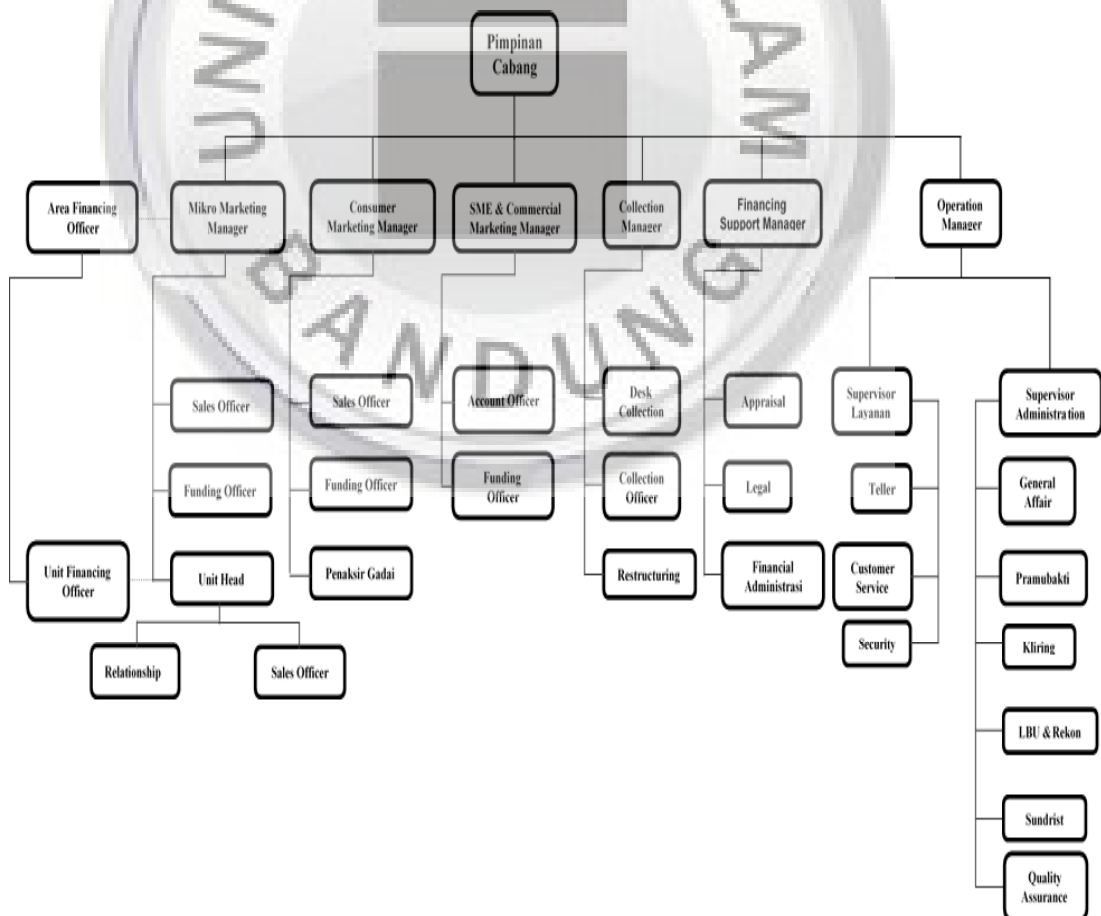 UNI
LAM
BANDUNG
Pimpinan
Cabang
Area Financing
Officer
Mikro Marketing
Manager
Consumer
Marketing Manager
SME & Commercial
Marketing Manager
Collection
Manager
Financing
Support Manager
Operation
Manager
Sales Officer
Sales Officer
Account Officer
Desk
Collection
Appraisal
Supervisor
Layanan
Supervisor
Administration
Funding Officer
Funding Officer
Funding
Officer
Collection
Officer
Legal
Teller
General
Affair
Unit Financing
Officer
Unit Head
Penaksir Gadai
Restructuring
Financial
Administrasi
Customer
Service
Pramubakti
Security
Kliring
Relationship
Sales Officer
LBU & Rekon
Sundrist
Quality
Assurance